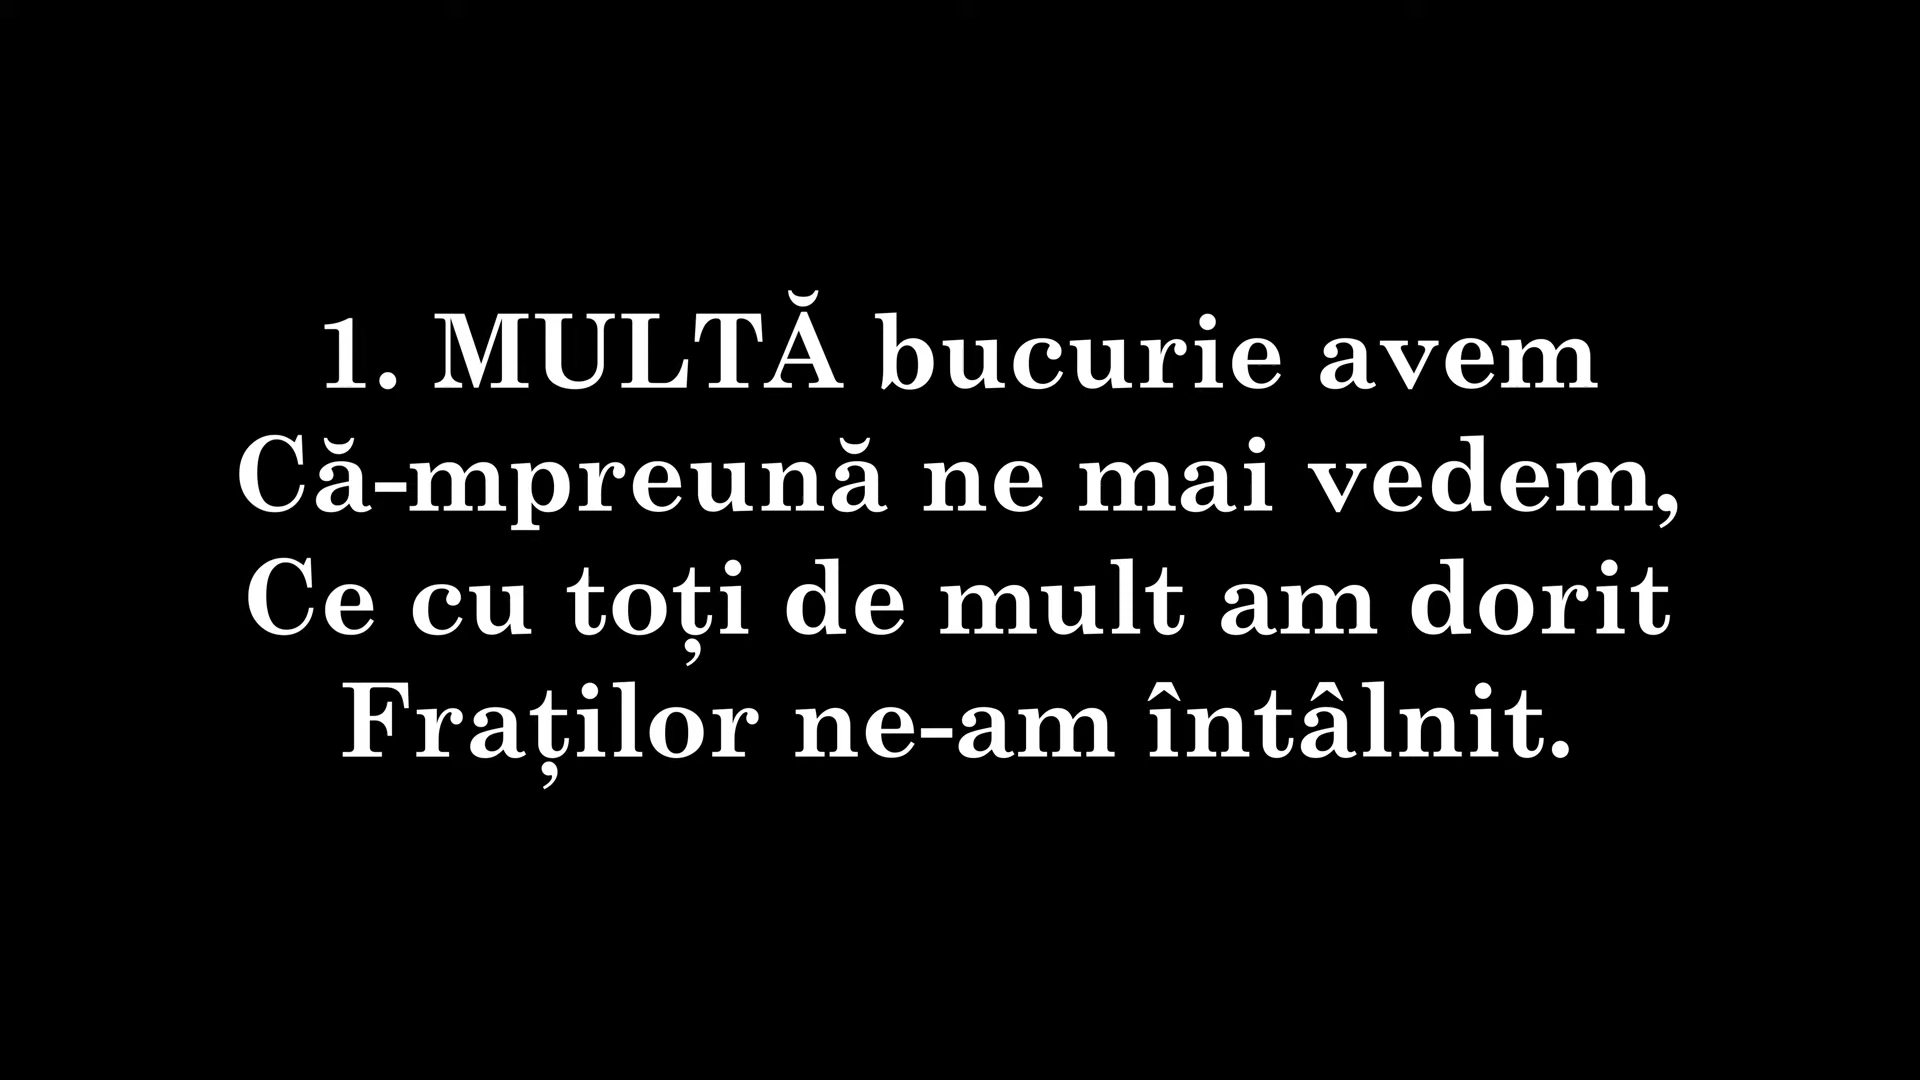 1. MULTĂ bucurie avem
Că-mpreună ne mai vedem,
Ce cu toți de mult am dorit
Fraților ne-am întâlnit.